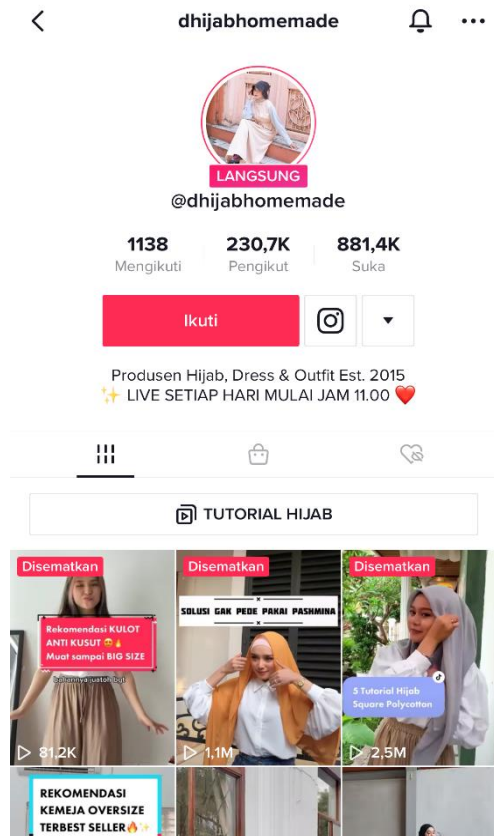 dhijabhomemade
LANGSUNG
@dhijabhomemade
1138 230,7K 881,4K
Mengikuti Pengikut Suka
Ikuti
Produsen Hijab, Dress & Outfit Est. 2015
✨ LIVE SETIAP HARI MULAI JAM 11.00 ❤️
TUTORIAL HIJAB
Disematkan
Rekomendasi KULOT
ANTI KUSUT 😍🔥
Muat sampai BIG SIZE
bahannya jatoh bgt
81,2K
Disematkan
SOLUSI GAK PEDE PAKAI PASHMINA
1,1M
Disematkan
5 Tutorial Hijab
Square Polycotton
2,5M
REKOMENDASI
KEMEJA OVERSIZE
TERBEST SELLER🔥✨